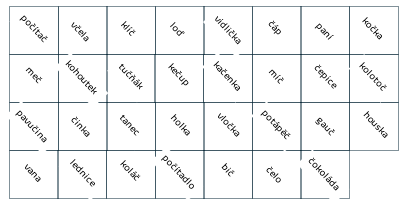 počítač včela klíč loď vidlička čáp paní kočka
meč kohoutek tučňák kečup kačenka míč čepice kolotoč
pavučina činka tanec holka vločka potápěč gauč houska
vana lednice koláč počítadlo bič čelo čokoláda